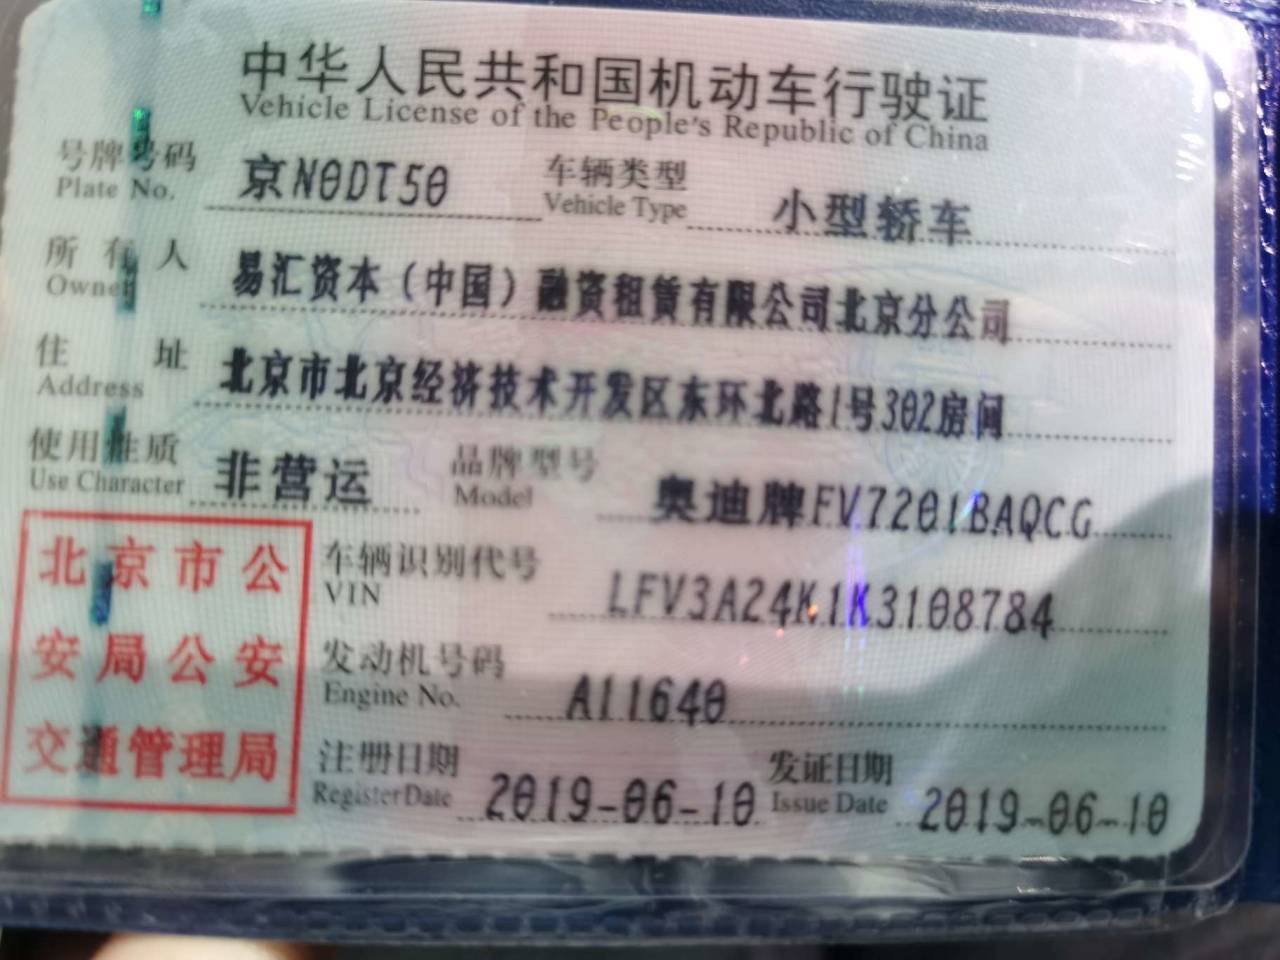 中华人民共和国机动车行驶证
Vehicle License of the People's Republic of China
号牌号码 京N0DT50 车辆类型 小型轿车
Plate No. Vehicle Type
所有人 易汇资本（中国）融资租赁有限公司北京分公司
Owner
住址 北京市北京经济技术开发区东环北路1号302房间
Address
使用性质 非营运 品牌型号 奥迪牌FV7201BAQCG
Use Character Model
车辆识别代号 LFV3A24K1K3108784
VIN
发动机号码 A11640
Engine No.
注册日期 2019-06-10 发证日期 2019-06-10
Register Date Issue Date
北京市公
安局公安
交通管理局